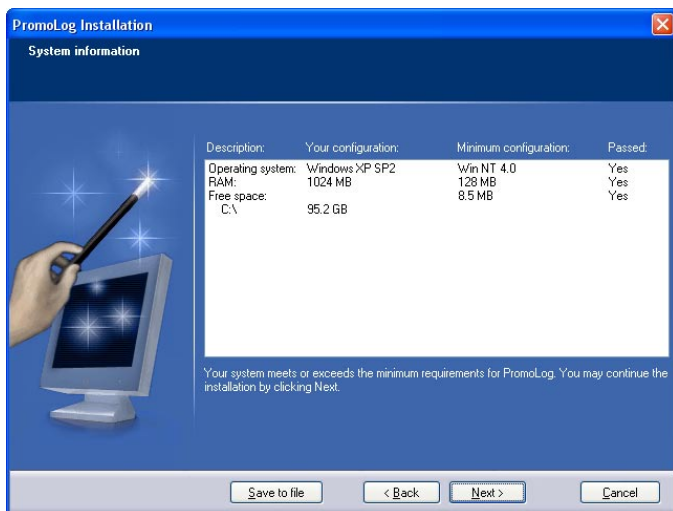 PromoLog Installation
System information
Description: Your configuration: Minimum configuration: Passed:
Operating system: Windows XP SP2 Win NT 4.0 Yes
RAM: 1024 MB 128 MB Yes
Free space: 8.5 MB Yes
C:\ 95.2 GB
Your system meets or exceeds the minimum requirements for PromoLog. You may continue the
installation by clicking Next.
Save to file < Back Next > Cancel